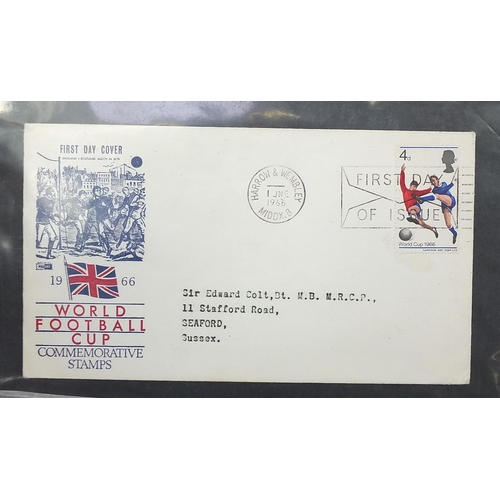 FIRST DAY COVER
19 66
WORLD
FOOTBALL
CUP
COMMEMORATIVE
STAMPS
HARROW & WEMBLEY
1 JNE
1966
MIDDX. B
FIRST DAY
OF ISSUE
4d
World Cup 1966
Sir Edward Colt,Bt. M.B. M.R.C.P.,
11 Stafford Road,
SEAFORD,
Sussex.